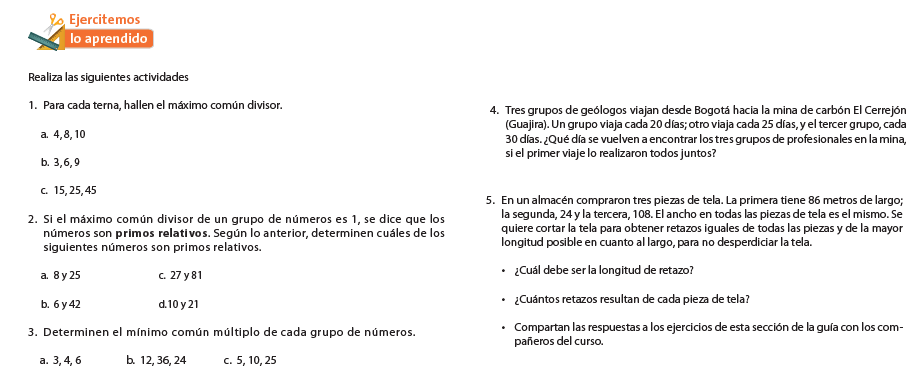 Ejercitemos
lo aprendido
Realiza las siguientes actividades
1. Para cada terna, hallen el máximo común divisor.
a. 4, 8, 10
b. 3, 6, 9
c. 15, 25, 45
2. Si el máximo común divisor de un grupo de números es 1, se dice que los
números son primos relativos. Según lo anterior, determinen cuáles de los
siguientes números son primos relativos.
a. 8 y 25
c. 27 y 81
b. 6 y 42
d.10 y 21
3. Determinen el mínimo común múltiplo de cada grupo de números.
a. 3, 4, 6
b. 12, 36, 24
c. 5, 10, 25
4. Tres grupos de geólogos viajan desde Bogotá hacia la mina de carbón El Cerrejón
(Guajira). Un grupo viaja cada 20 días; otro viaja cada 25 días, y el tercer grupo, cada
30 días. ¿Qué día se vuelven a encontrar los tres grupos de profesionales en la mina,
si el primer viaje lo realizaron todos juntos?
5. En un almacén compraron tres piezas de tela. La primera tiene 86 metros de largo;
la segunda, 24 y la tercera, 108. El ancho en todas las piezas de tela es el mismo. Se
quiere cortar la tela para obtener retazos iguales de todas las piezas y de la mayor
longitud posible en cuanto al largo, para no desperdiciar la tela.
• ¿Cuál debe ser la longitud de retazo?
• ¿Cuántos retazos resultan de cada pieza de tela?
• Compartan las respuestas a los ejercicios de esta sección de la guía con los com-
pañeros del curso.